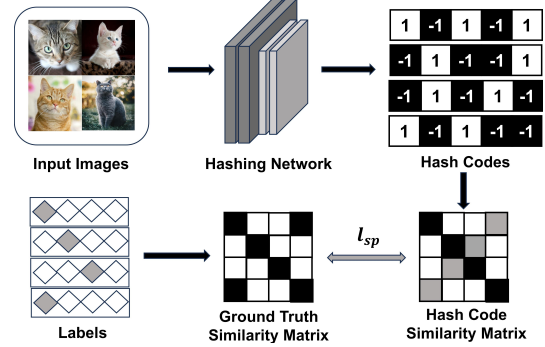 1 -1 1 -1 1
-1 1 -1 -1 -1
-1 1 -1 1 -1
1 -1 1 -1 -1
Input Images
Hashing Network
Hash Codes
l_sp
Labels
Ground Truth
Similarity Matrix
Hash Code
Similarity Matrix